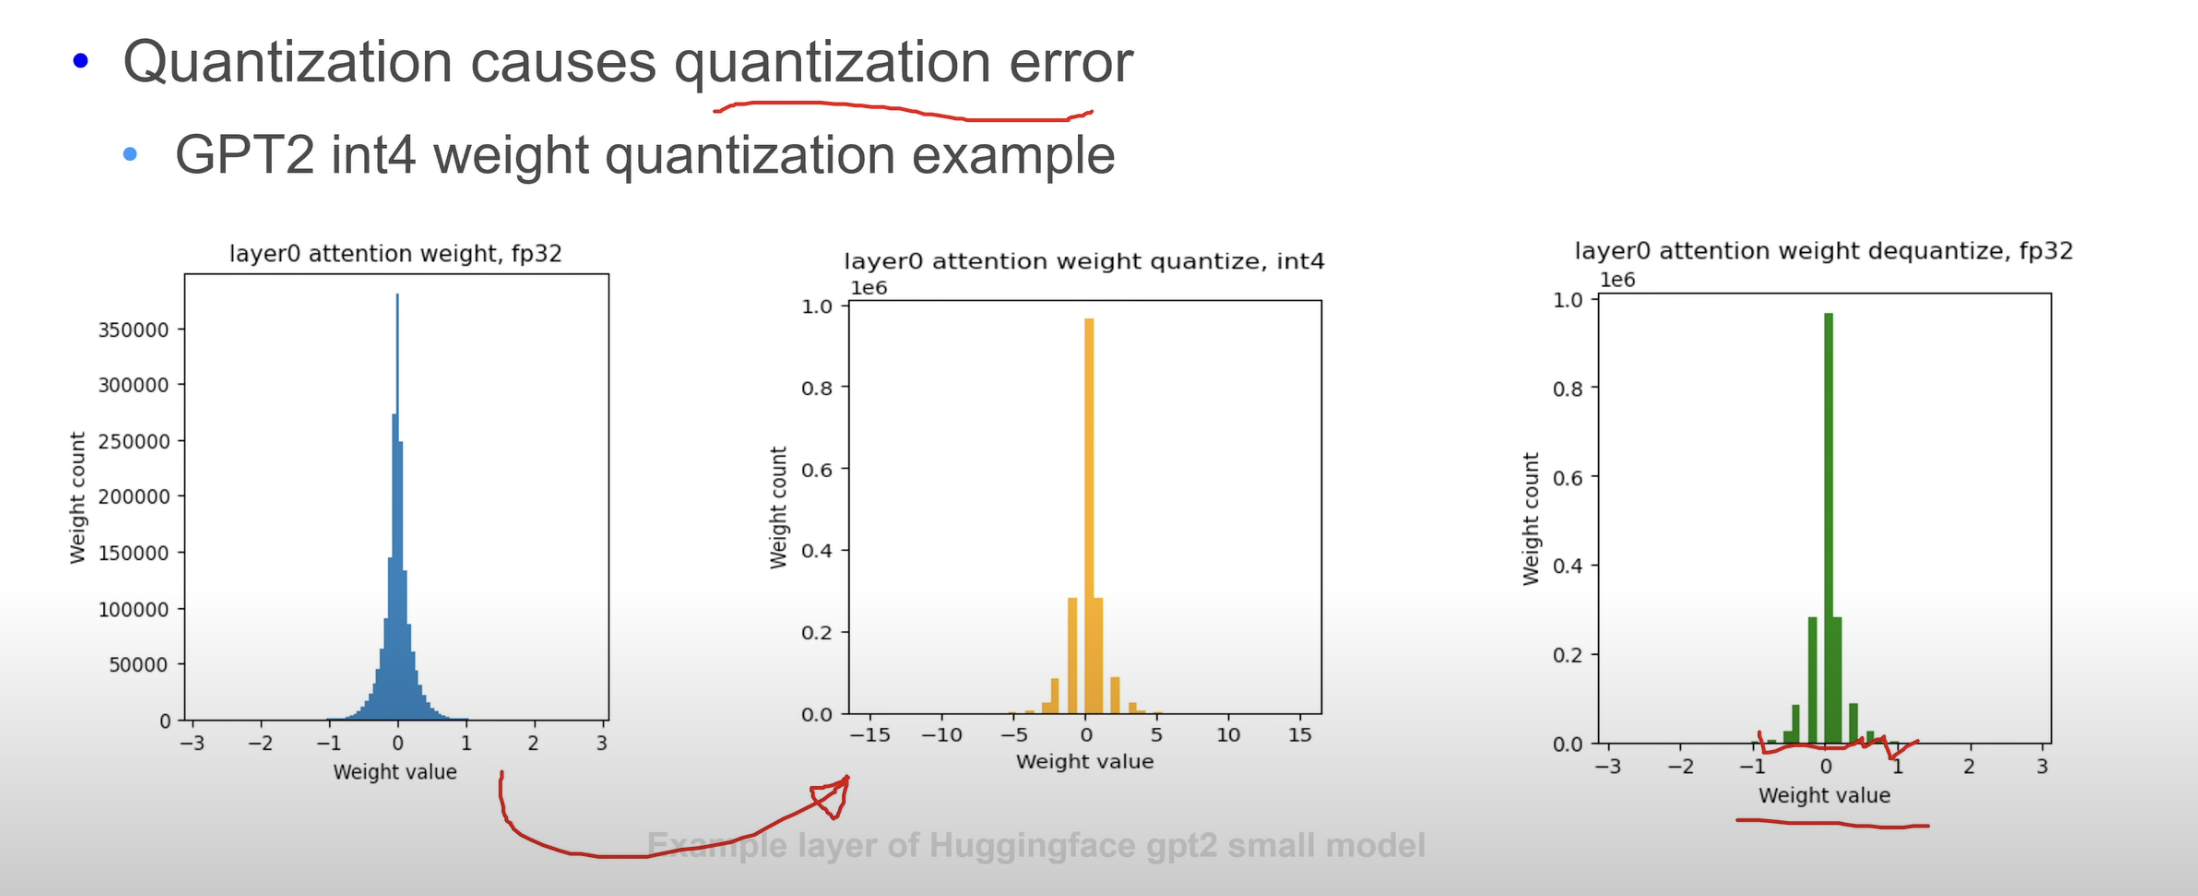 • Quantization causes quantization error
• GPT2 int4 weight quantization example
layer0 attention weight, fp32
350000
300000
250000
200000
150000
100000
50000
0
Weight count
−3 −2 −1 0 1 2 3
Weight value
layer0 attention weight quantize, int4
1e6
1.0
0.8
0.6
0.4
0.2
0.0
Weight count
−15 −10 −5 0 5 10 15
Weight value
layer0 attention weight dequantize, fp32
1e6
1.0
0.8
0.6
0.4
0.2
0.0
Weight count
−3 −2 −1 0 1 2 3
Weight value
Example layer of Huggingface gpt2 small model